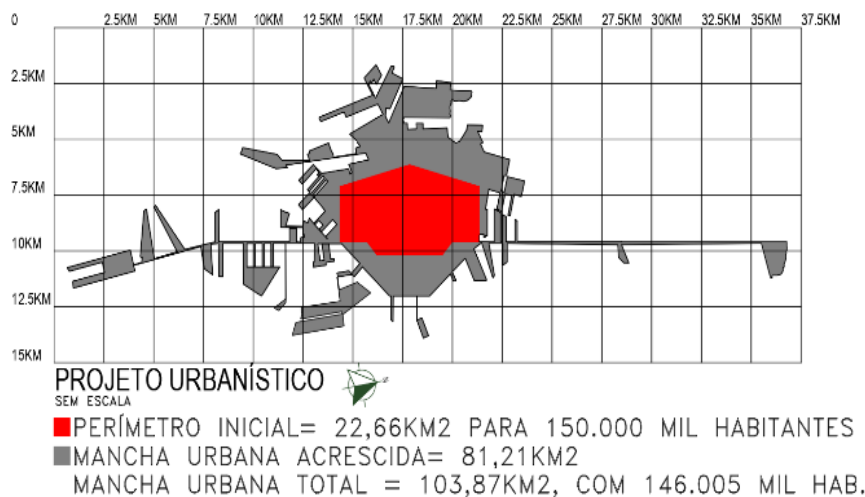 0 2.5KM 5KM 7.5KM 10KM 12.5KM 15KM 17.5KM 20KM 22.5KM 25KM 27.5KM 30KM 32.5KM 35KM 37.5KM
2.5KM
5KM
7.5KM
10KM
12.5KM
15KM
PROJETO URBANÍSTICO
SEM ESCALA
PERÍMETRO INICIAL= 22,66KM2 PARA 150.000 MIL HABITANTES
MANCHA URBANA ACRESCIDA= 81,21KM2
MANCHA URBANA TOTAL = 103,87KM2, COM 146.005 MIL HAB.